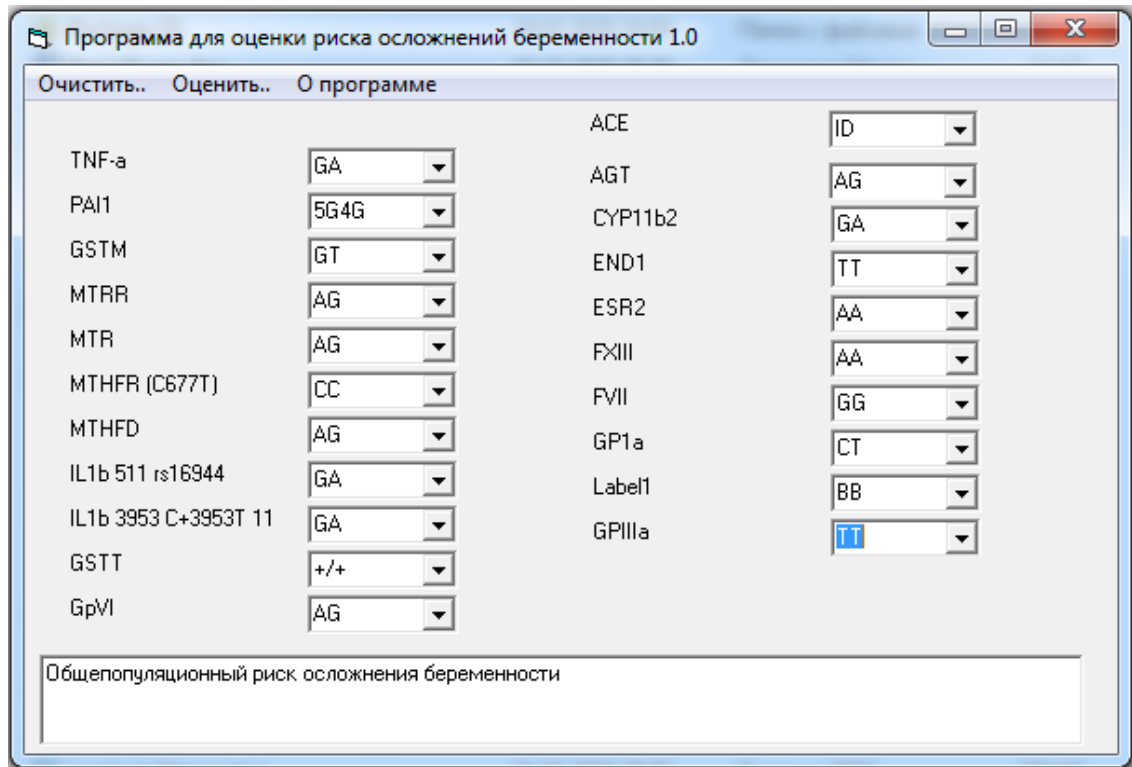 Программа для оценки риска осложнений беременности 1.0
Очистить.. Оценить.. О программе
TNF-a GA
PAI1 5G4G
GSTM GT
MTRR AG
MTR AG
MTHFR (C677T) CC
MTHFD AG
IL1b 511 rs16944 GA
IL1b 3953 C+3953T 11 GA
GSTT +/+
GpVI AG
ACE ID
AGT AG
CYP11b2 GA
END1 TT
ESR2 AA
FXIII AA
FVII GG
GP1a CT
Label1 BB
GPIIIa TT
Общепопуляционный риск осложнения беременности